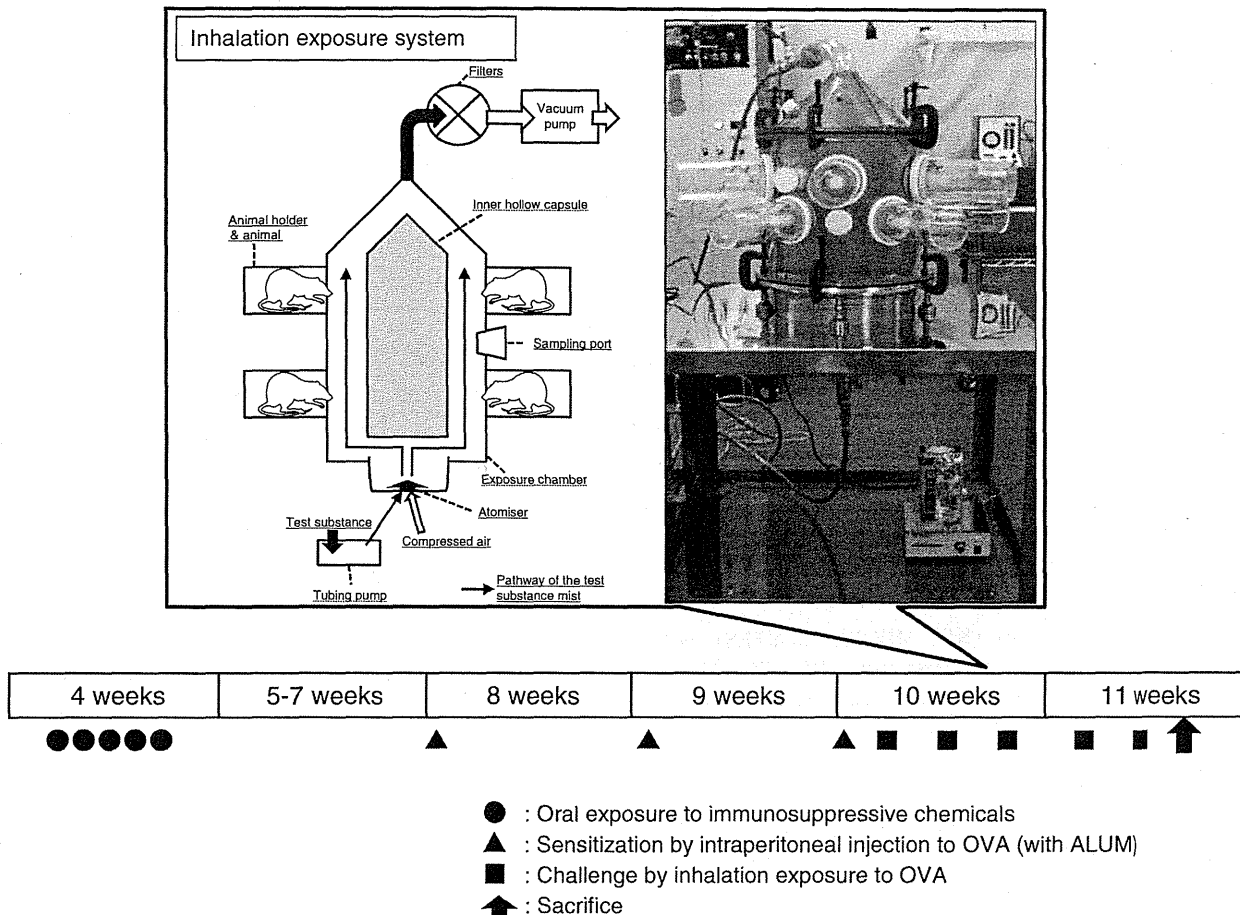 Inhalation exposure system
Filters
Vacuum
pump
Inner hollow capsule
Animal holder
& animal
Sampling port
Exposure chamber
Atomiser
Test substance
Compressed air
Tubing pump
Pathway of the test
substance mist
4 weeks
5-7 weeks
8 weeks
9 weeks
10 weeks
11 weeks
: Oral exposure to immunosuppressive chemicals
: Sensitization by intraperitoneal injection to OVA (with ALUM)
: Challenge by inhalation exposure to OVA
: Sacrifice